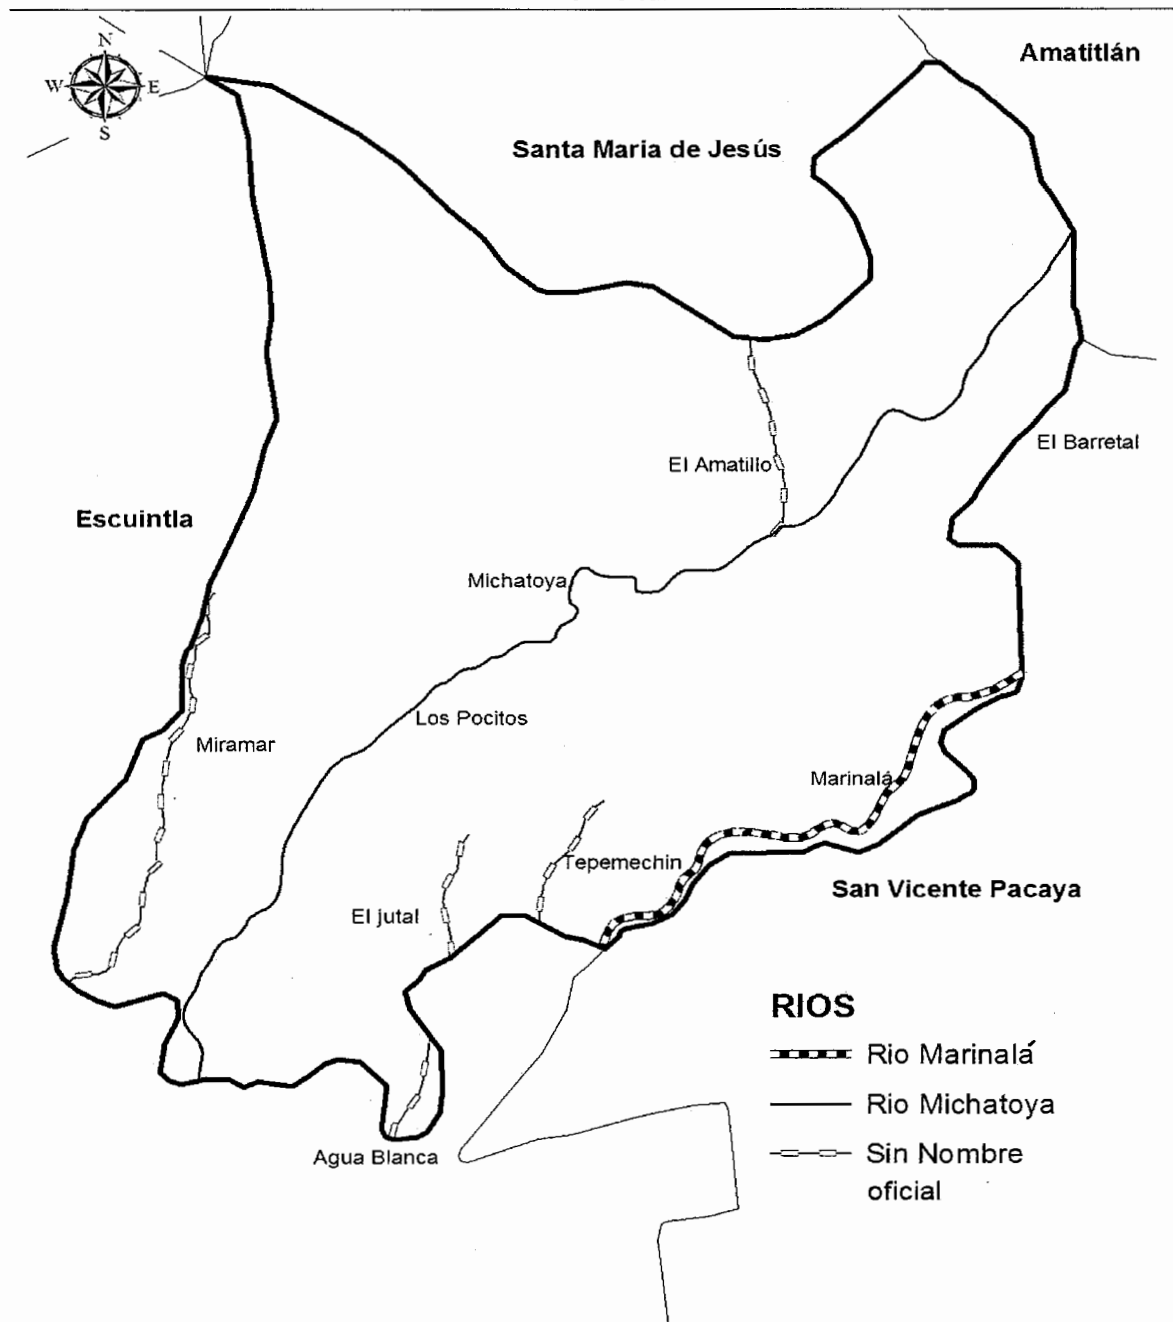 Amatitlán
N
W E
S
Santa Maria de Jesús
El Barretal
El Amatillo
Escuintla
Michatoya
Los Pocitos
Miramar
Marinalá
Tepemechin
San Vicente Pacaya
El jutal
RIOS
Rio Marinalá
Rio Michatoya
Sin Nombre
oficial
Agua Blanca